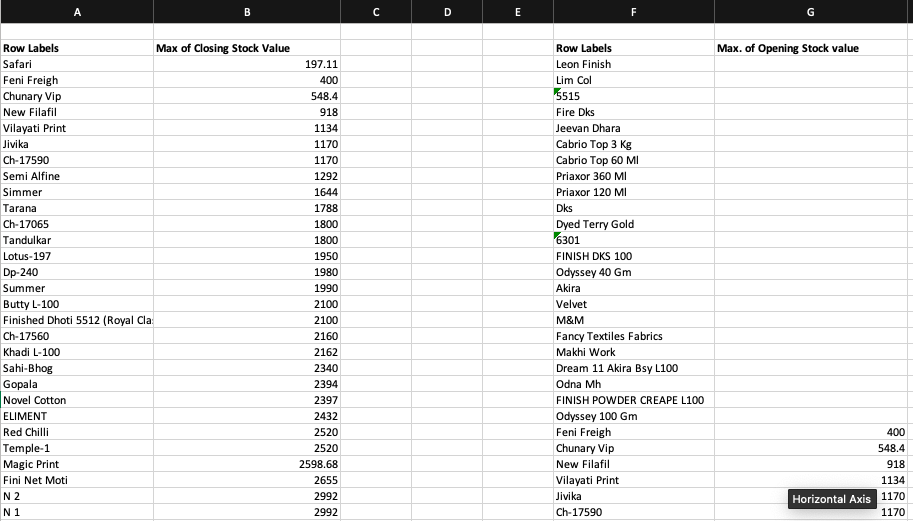 A B C D E F G
Row Labels Max of Closing Stock Value Row Labels Max. of Opening Stock value
Safari 197.11 Leon Finish
Feni Freigh 400 Lim Col
Chunary Vip 548.4 5515
New Filafil 918 Fire Dks
Vilayati Print 1134 Jeevan Dhara
Jivika 1170 Cabrio Top 3 Kg
Ch-17590 1170 Cabrio Top 60 Ml
Semi Alfine 1292 Priaxor 360 Ml
Simmer 1644 Priaxor 120 Ml
Tarana 1788 Dks
Ch-17065 1800 Dyed Terry Gold
Tandulkar 1800 6301
Lotus-197 1950 FINISH DKS 100
Dp-240 1980 Odyssey 40 Gm
Summer 1990 Akira
Butty L-100 2100 Velvet
Finished Dhoti 5512 (Royal Cla 2100 M&M
Ch-17560 2160 Fancy Textiles Fabrics
Khadi L-100 2162 Makhi Work
Sahi-Bhog 2340 Dream 11 Akira Bsy L100
Gopala 2394 Odna Mh
Novel Cotton 2397 FINISH POWDER CREAPE L100
ELIMENT 2432 Odyssey 100 Gm
Red Chilli 2520 Feni Freigh 400
Temple-1 2520 Chunary Vip 548.4
Magic Print 2598.68 New Filafil 918
Fini Net Moti 2655 Vilayati Print 1134
N 2 2992 Jivika Horizontal Axis 1170
N 1 2992 Ch-17590 1170